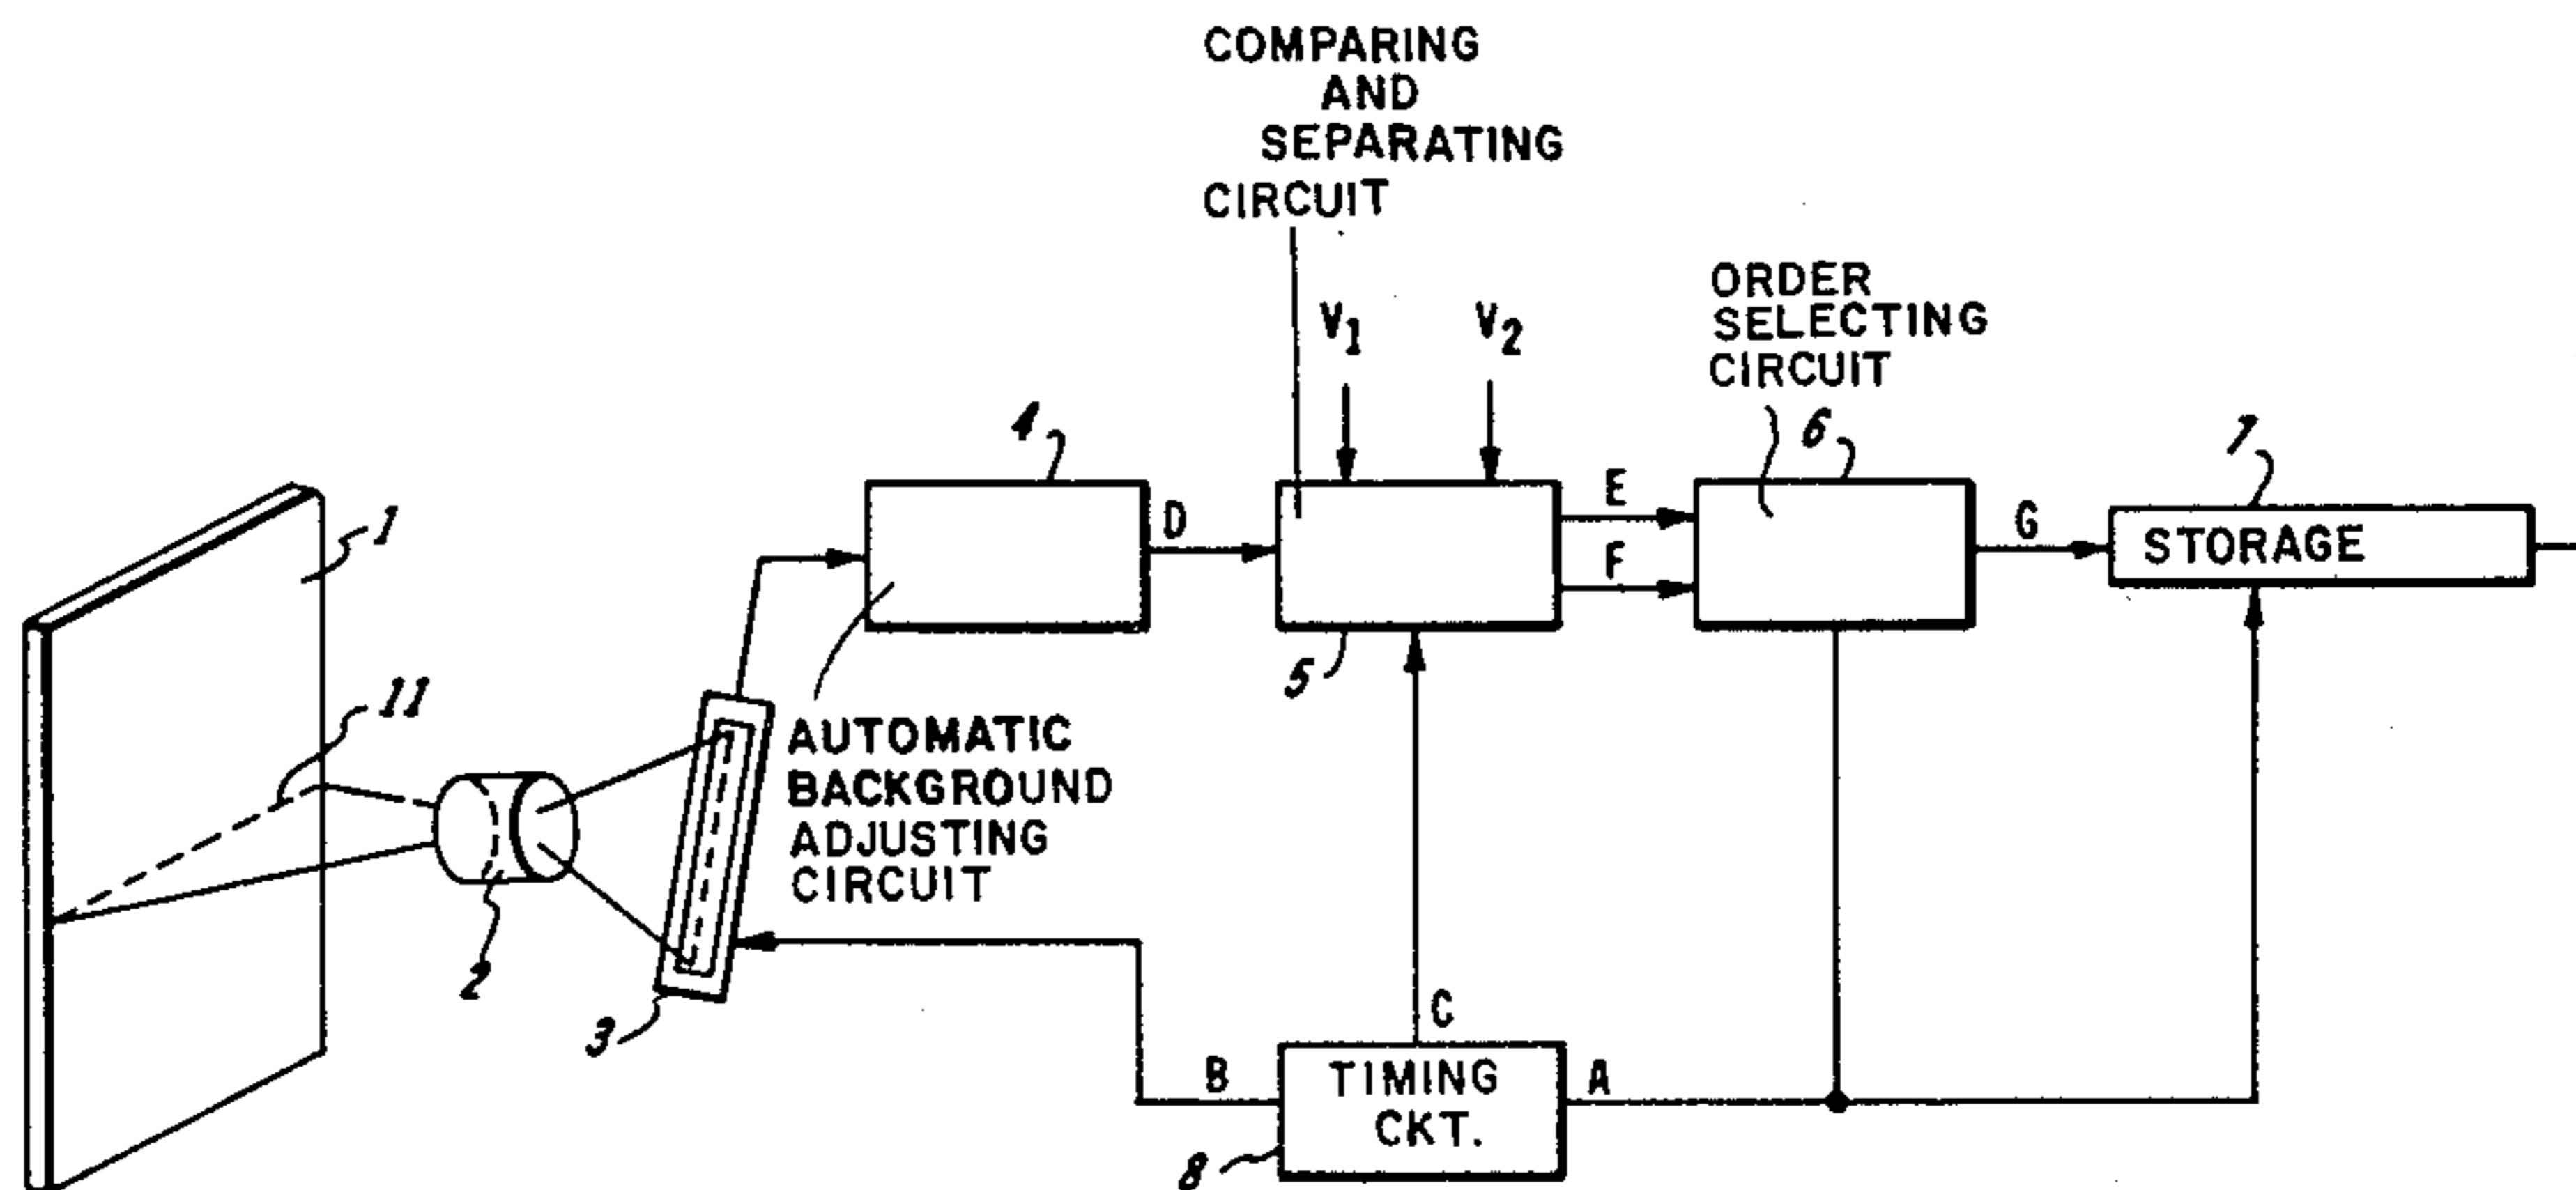 COMPARING
AND
SEPARATING
CIRCUIT
V1
V2
ORDER
SELECTING
CIRCUIT
4
6
7
D
E
F
G
STORAGE
1
5
11
AUTOMATIC
BACKGROUND
ADJUSTING
CIRCUIT
2
3
C
B
TIMING
CKT.
A
8